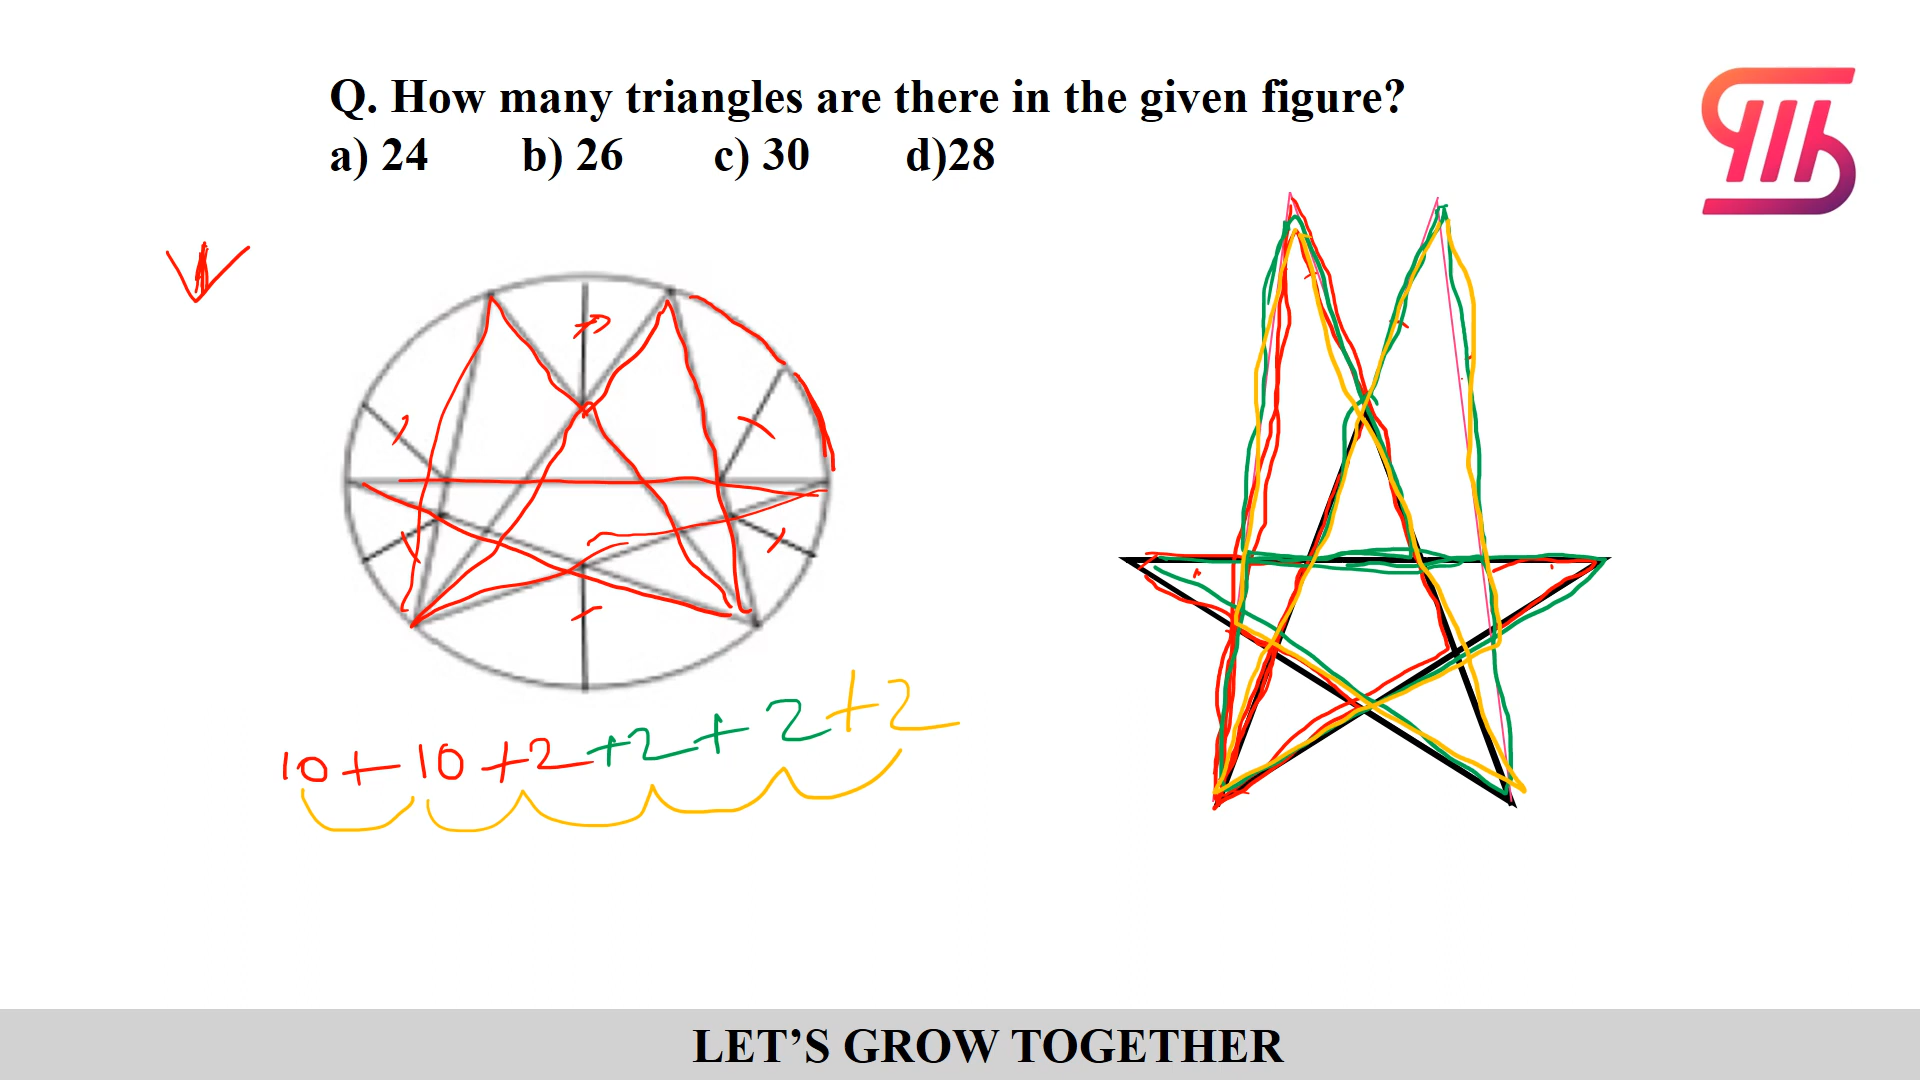 Q. How many triangles are there in the given figure?
a) 24 b) 26 c) 30 d)28
10+10+2+2+2+2
LET’S GROW TOGETHER